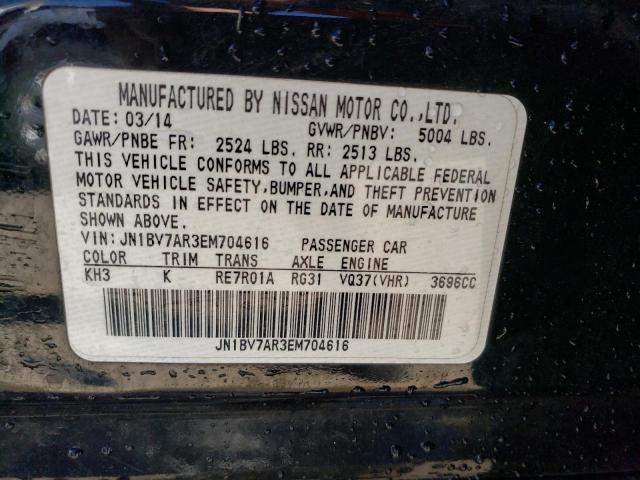 MANUFACTURED BY NISSAN MOTOR CO.,LTD.
DATE: 03/14 GVWR/PNBV: 5004 LBS.
GAWR/PNBE FR: 2524 LBS. RR: 2513 LBS.
THIS VEHICLE CONFORMS TO ALL APPLICABLE FEDERAL
MOTOR VEHICLE SAFETY,BUMPER,AND THEFT PREVENTION
STANDARDS IN EFFECT ON THE DATE OF MANUFACTURE
SHOWN ABOVE.
VIN:JN1BV7AR3EM704616 PASSENGER CAR
COLOR TRIM TRANS AXLE ENGINE
KH3 K RE7R01A RG31 VQ37(VHR) 3696CC
JN1BV7AR3EM704616